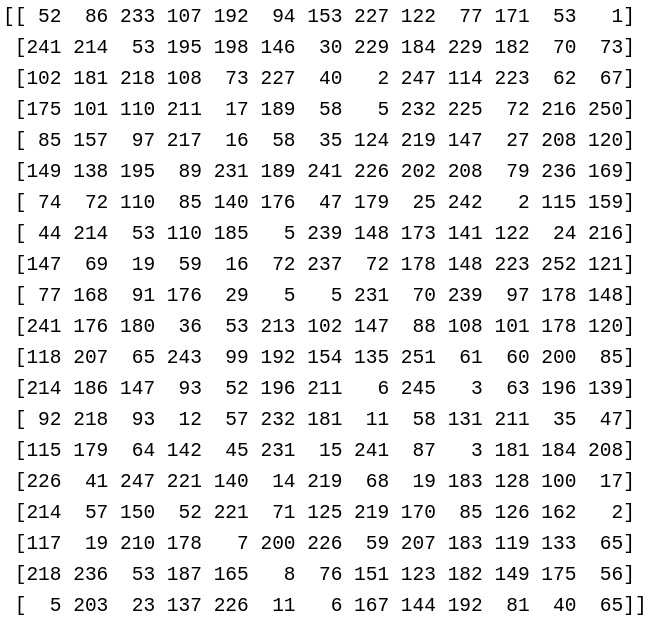 [[ 52  86 233 107 192  94 153 227 122  77 171  53   1]
 [241 214  53 195 198 146  30 229 184 229 182  70  73]
 [102 181 218 108  73 227  40   2 247 114 223  62  67]
 [175 101 110 211  17 189  58   5 232 225  72 216 250]
 [ 85 157  97 217  16  58  35 124 219 147  27 208 120]
 [149 138 195  89 231 189 241 226 202 208  79 236 169]
 [ 74  72 110  85 140 176  47 179  25 242   2 115 159]
 [ 44 214  53 110 185   5 239 148 173 141 122  24 216]
 [147  69  19  59  16  72 237  72 178 148 223 252 121]
 [ 77 168  91 176  29   5   5 231  70 239  97 178 148]
 [241 176 180  36  53 213 102 147  88 108 101 178 120]
 [118 207  65 243  99 192 154 135 251  61  60 200  85]
 [214 186 147  93  52 196 211   6 245   3  63 196 139]
 [ 92 218  93  12  57 232 181  11  58 131 211  35  47]
 [115 179  64 142  45 231  15 241  87   3 181 184 208]
 [226  41 247 221 140  14 219  68  19 183 128 100  17]
 [214  57 150  52 221  71 125 219 170  85 126 162   2]
 [117  19 210 178   7 200 226  59 207 183 119 133  65]
 [218 236  53 187 165   8  76 151 123 182 149 175  56]
 [  5 203  23 137 226  11   6 167 144 192  81  40  65]]